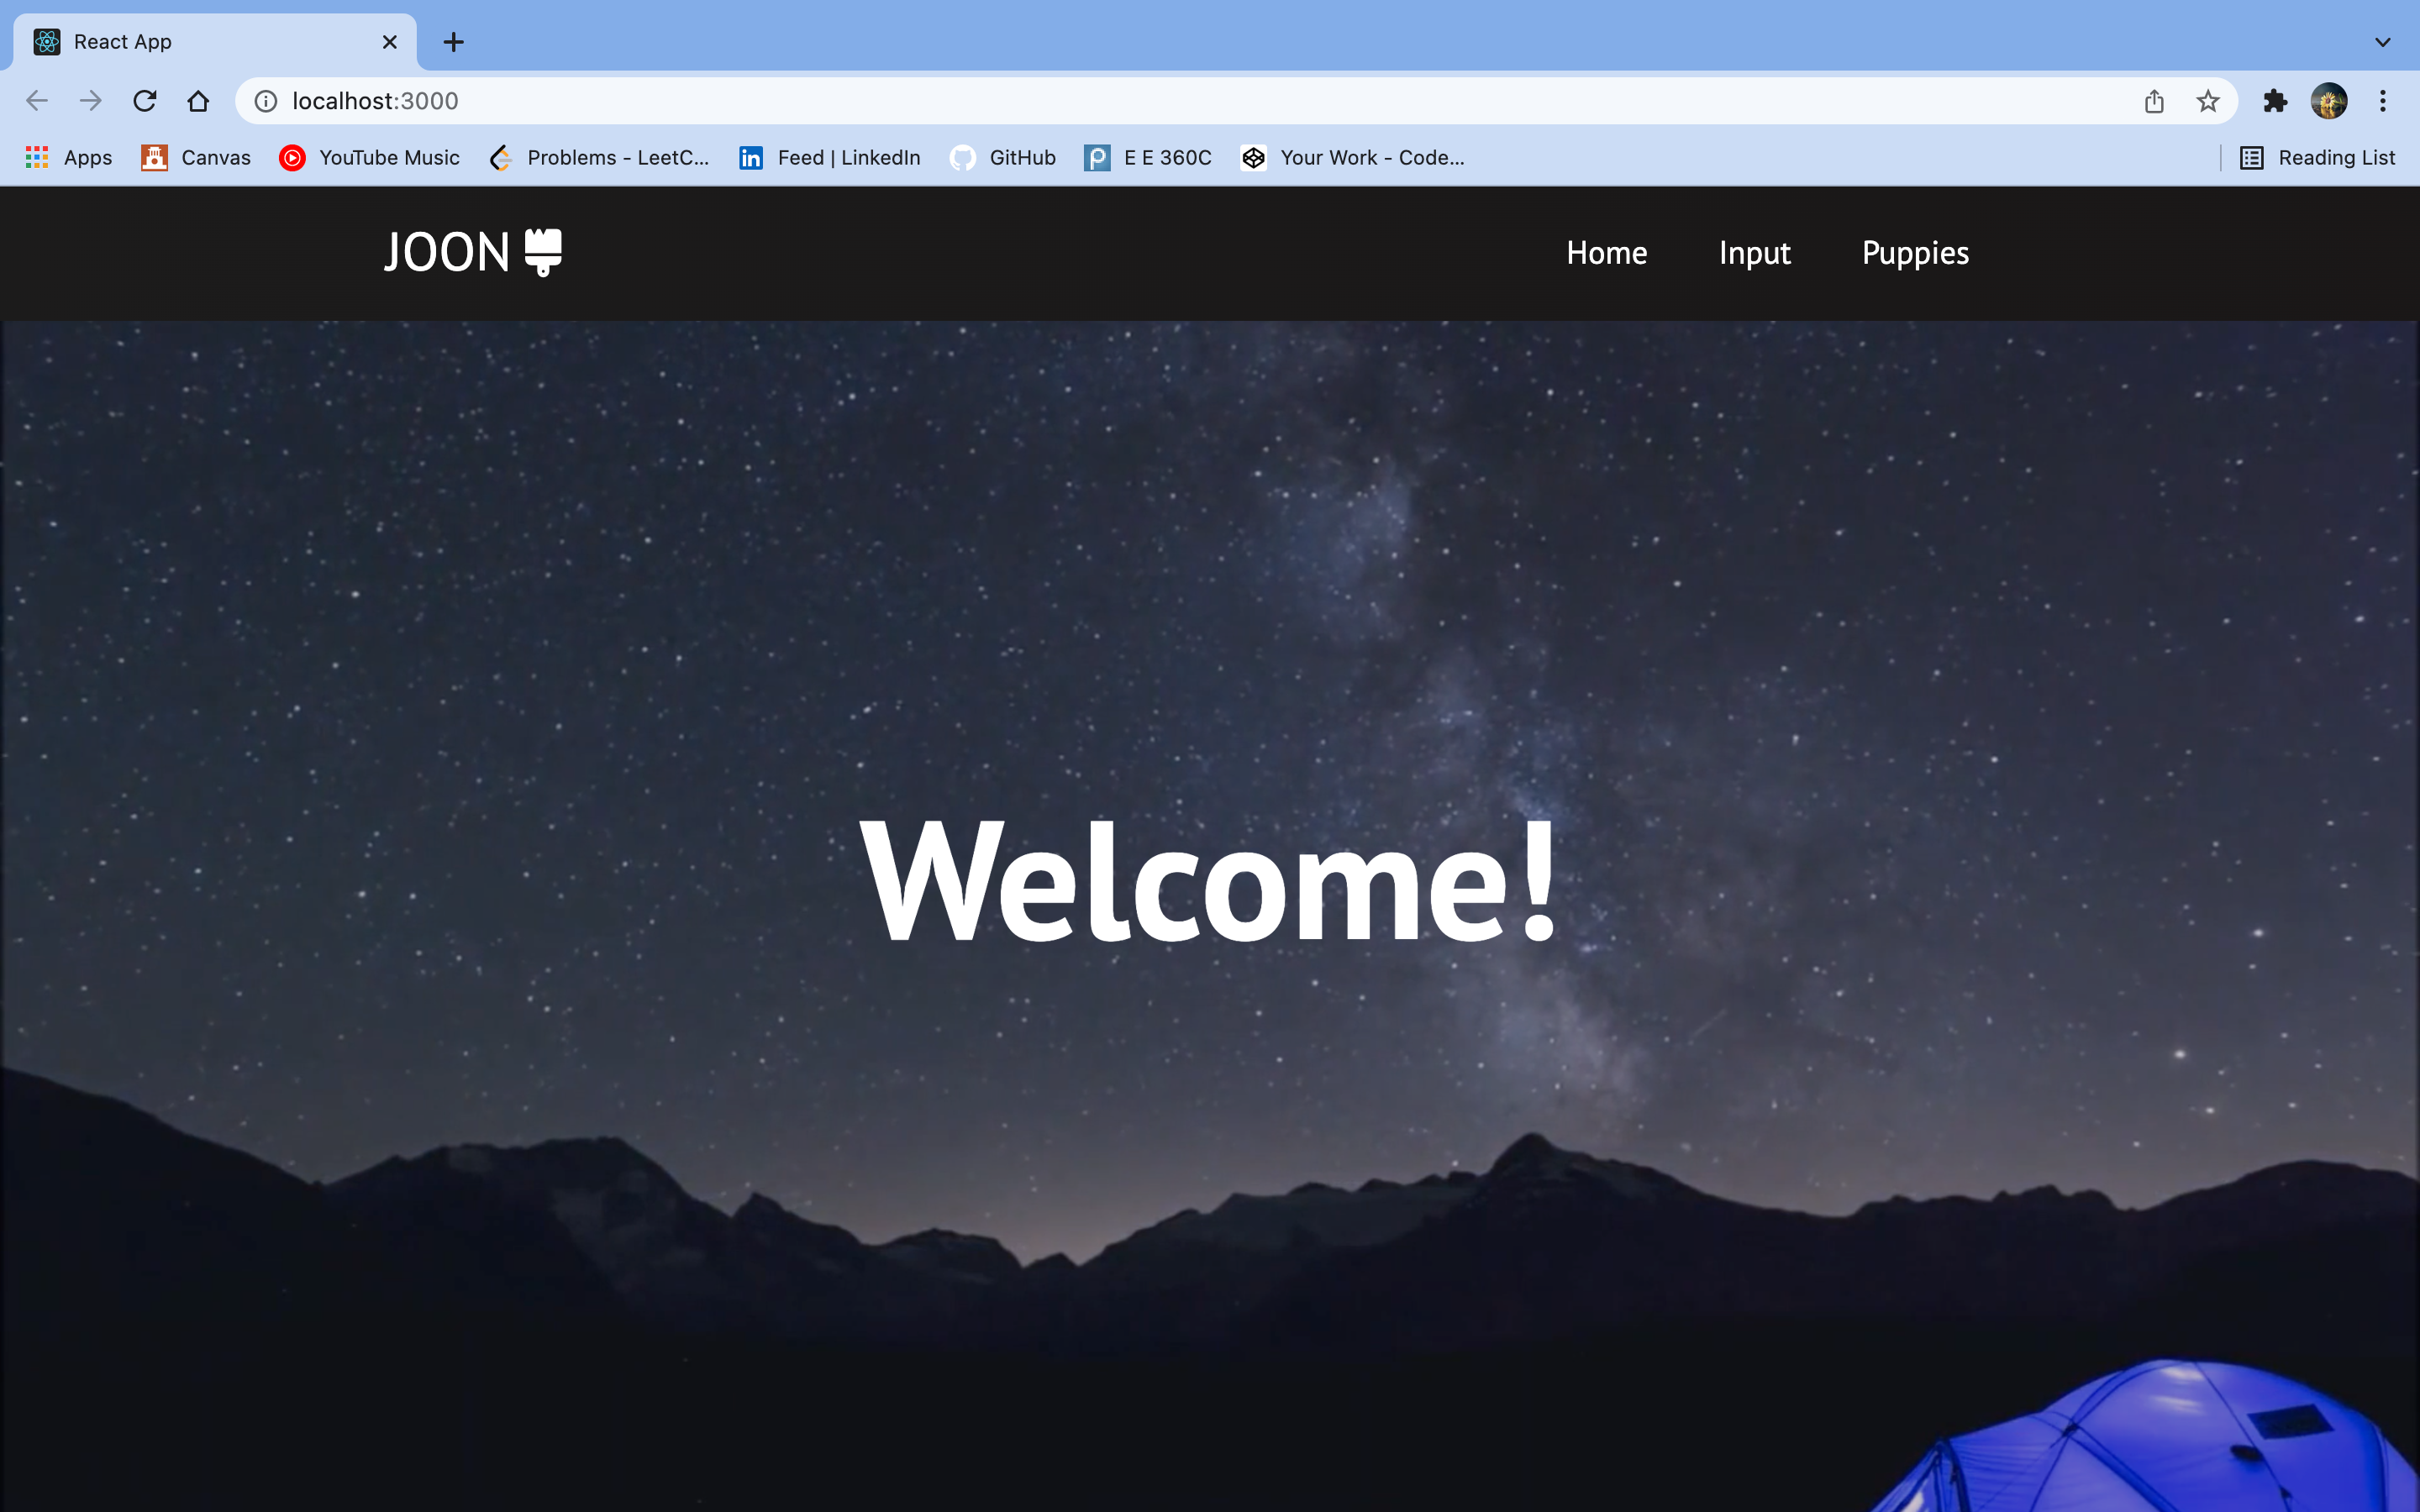 React App
localhost:3000
Apps Canvas YouTube Music Problems - LeetC... Feed | LinkedIn GitHub E E 360C Your Work - Code... Reading List
JOON Home Input Puppies
Welcome!